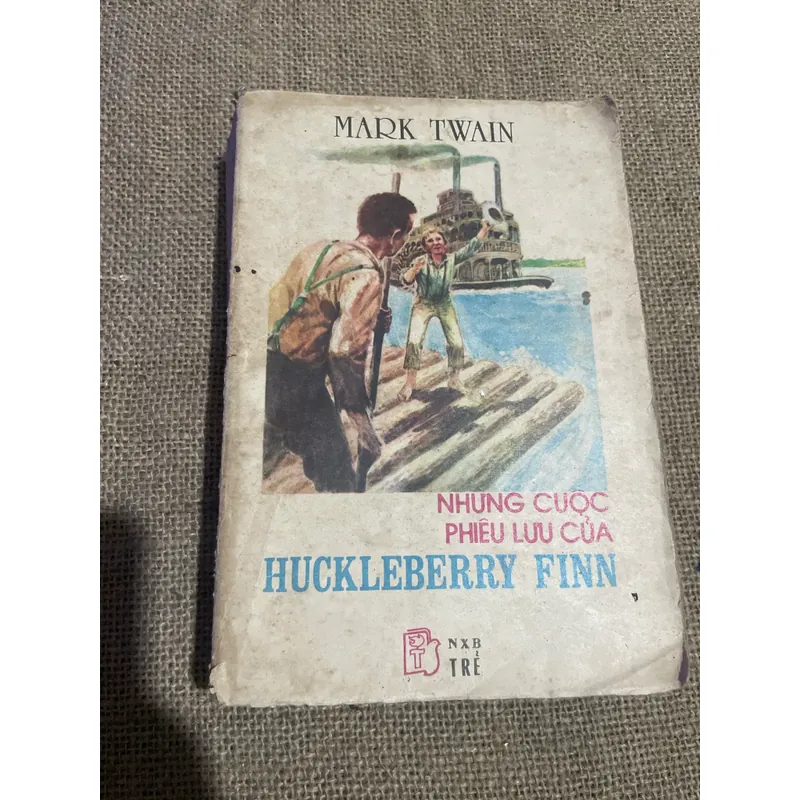 MARK TWAIN
NHỮNG CUỘC
PHIÊU LƯU CỦA
HUCKLEBERRY FINN
NXB
TRẺ